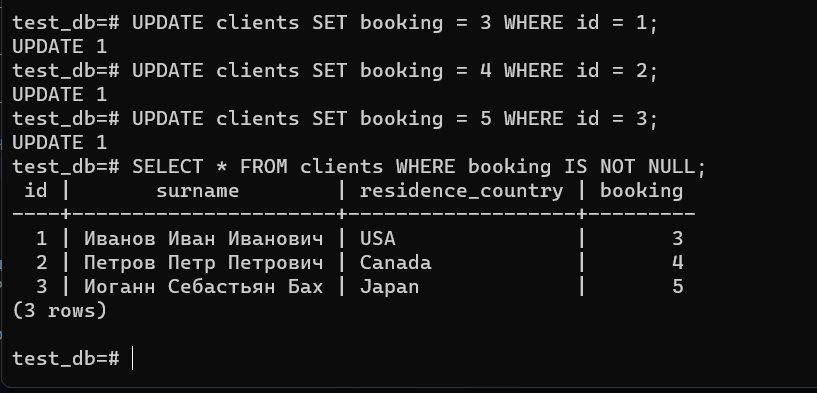 test_db=# UPDATE clients SET booking = 3 WHERE id = 1;
UPDATE 1
test_db=# UPDATE clients SET booking = 4 WHERE id = 2;
UPDATE 1
test_db=# UPDATE clients SET booking = 5 WHERE id = 3;
UPDATE 1
test_db=# SELECT * FROM clients WHERE booking IS NOT NULL;
 id |       surname        | residence_country | booking
----+----------------------+-------------------+---------
  1 | Иванов Иван Иванович | USA               |       3
  2 | Петров Петр Петрович | Canada            |       4
  3 | Иоганн Себастьян Бах | Japan             |       5
(3 rows)
test_db=#